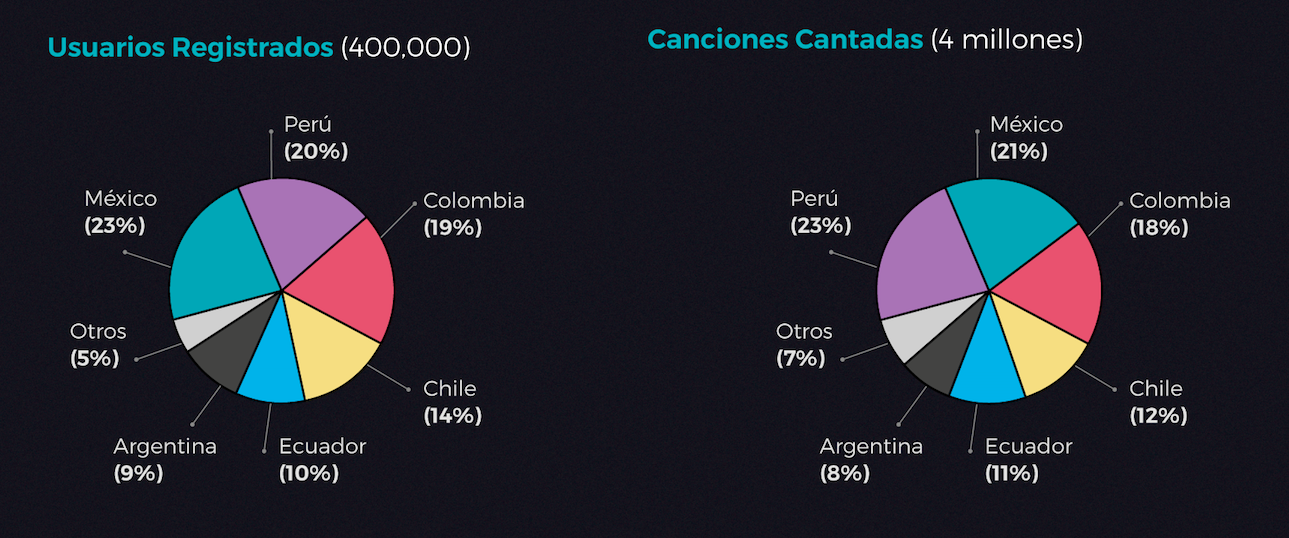 Usuarios Registrados (400,000)
Perú
(20%)
México
(23%)
Colombia
(19%)
Otros
(5%)
Chile
(14%)
Argentina
(9%)
Ecuador
(10%)
Canciones Cantadas (4 millones)
México
(21%)
Perú
(23%)
Colombia
(18%)
Otros
(7%)
Chile
(12%)
Argentina
(8%)
Ecuador
(11%)